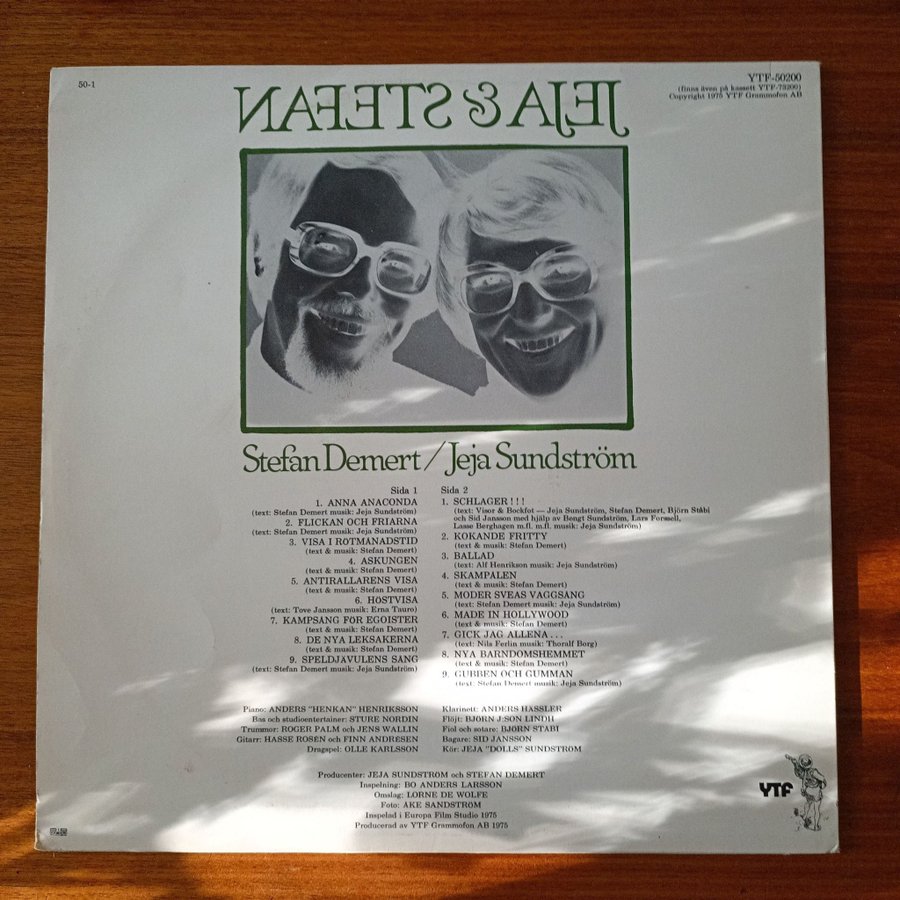 50-1
YTF-50200
(finns även på kassett YTF-73200)
Copyright 1975 YTF Grammofon AB
JEJA & STEFAN
Stefan Demert / Jeja Sundström
Sida 1
1. ANNA ANACONDA
(text: Stefan Demert musik: Jeja Sundström)
2. FLICKAN OCH FRIARNA
(text: Stefan Demert musik: Jeja Sundström)
3. VISA I ROTMÅNADSTID
(text & musik: Stefan Demert)
4. ASKUNGEN
(text & musik: Stefan Demert)
5. ANTIRALLARENS VISA
(text & musik: Stefan Demert)
6. HÖSTVISA
(text: Tove Jansson musik: Erna Tauro)
7. KAMPSÅNG FÖR EGOISTER
(text & musik: Stefan Demert)
8. DE NYA LEKSAKERNA
(text & musik: Stefan Demert)
9. SPELDJÄVULENS SÅNG
(text: Stefan Demert musik: Jeja Sundström)
Sida 2
1. SCHLAGER ! ! !
(text: Visor & Bockfot — Jeja Sundström, Stefan Demert, Björn Ståbi
och Sid Jansson med hjälp av Bengt Sundström, Lars Forssell,
Lasse Berghagen m.fl. m.fl. musik: Jeja Sundström)
2. KOKANDE FRITTY
(text & musik: Stefan Demert)
3. BALLAD
(text: Alf Henrikson musik: Jeja Sundström)
4. SKAMPÅLEN
(text & musik: Stefan Demert)
5. MODER SVEAS VAGGSÅNG
(text: Stefan Demert musik: Jeja Sundström)
6. MADE IN HOLLYWOOD
(text & musik: Stefan Demert)
7. GICK JAG ALLENA . . .
(text: Nils Ferlin musik: Thoralf Borg)
8. NYA BARNDOMSHEMMET
(text & musik: Stefan Demert)
9. GUBBEN OCH GUMMAN
(text: Stefan Demert musik: Jeja Sundström)
Piano: ANDERS "HENKAN" HENRIKSSON
Bas och studioentertainer: STURE NORDIN
Trummor: ROGER PALM och JENS WALLIN
Gitarr: HASSE ROSÉN och FINN ANDRÉSEN
Dragspel: OLLE KARLSSON
Klarinett: ANDERS HÄSSLER
Flöjt: BJÖRN J:SON LINDH
Fiol och sotare: BJÖRN STÅBI
Bagare: SID JANSSON
Kör: JEJA "DOLLS" SUNDSTRÖM
Producenter: JEJA SUNDSTRÖM och STEFAN DEMERT
Inspelning: BO ANDERS LARSSON
Omslag: LORNE DE WOLFE
Foto: ÅKE SANDSTRÖM
Inspelad i Europa Film Studio 1975
Producerad av YTF Grammofon AB 1975
YTF